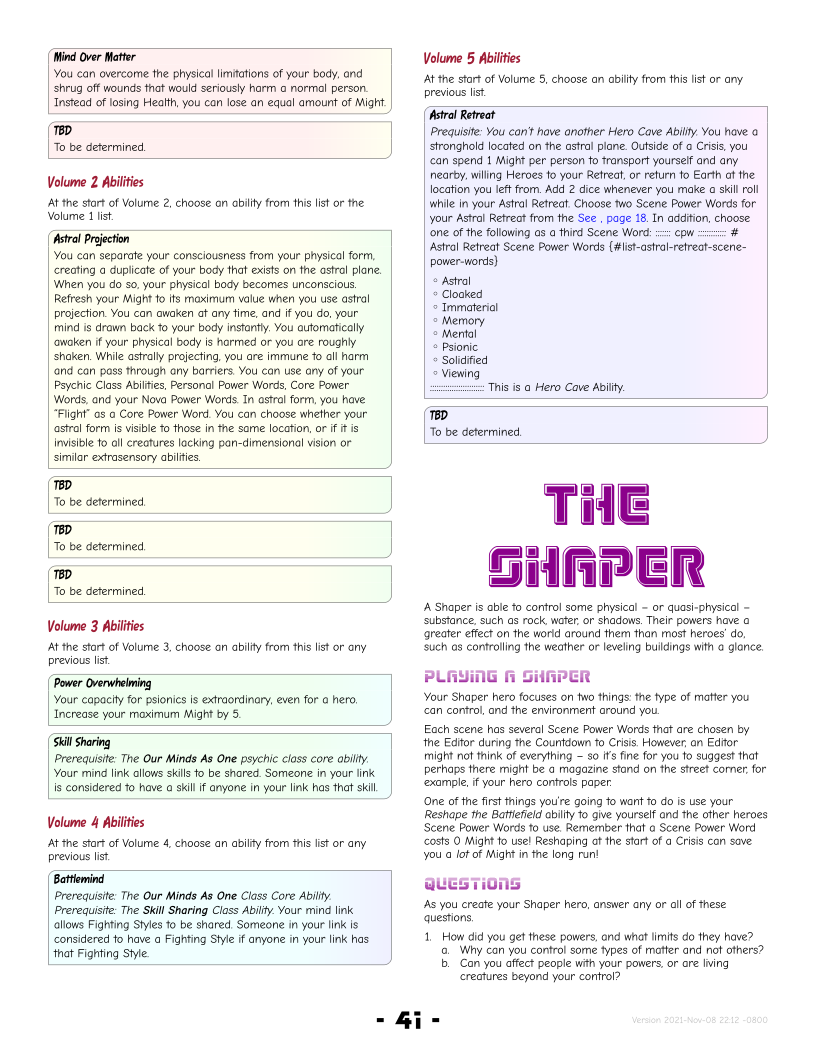 Mind Over Matter
You can overcome the physical limitations of your body, and
shrug off wounds that would seriously harm a normal person.
Instead of losing Health, you can lose an equal amount of Might.
TBD
To be determined.
Volume 2 Abilities
At the start of Volume 2, choose an ability from this list or the
Volume 1 list.
Astral Projection
You can separate your consciousness from your physical form,
creating a duplicate of your body that exists on the astral plane.
When you do so, your physical body becomes unconscious.
Refresh your Might to its maximum value when you use astral
projection. You can awaken at any time, and if you do, your
mind is drawn back to your body instantly. You automatically
awaken if your physical body is harmed or you are roughly
shaken. While astrally projecting, you are immune to all harm
and can pass through any barriers. You can use any of your
Psychic Class Abilities, Personal Power Words, Core Power
Words, and your Nova Power Words. In astral form, you have
“Flight” as a Core Power Word. You can choose whether your
astral form is visible to those in the same location, or if it is
invisible to all creatures lacking pan-dimensional vision or
similar extrasensory abilities.
TBD
To be determined.
TBD
To be determined.
TBD
To be determined.
Volume 3 Abilities
At the start of Volume 3, choose an ability from this list or any
previous list.
Power Overwhelming
Your capacity for psionics is extraordinary, even for a hero.
Increase your maximum Might by 5.
Skill Sharing
Prerequisite: The Our Minds As One psychic class core ability.
Your mind link allows skills to be shared. Someone in your link
is considered to have a skill if anyone in your link has that skill.
Volume 4 Abilities
At the start of Volume 4, choose an ability from this list or any
previous list.
Battlemind
Prerequisite: The Our Minds As One Class Core Ability.
Prerequisite: The Skill Sharing Class Ability. Your mind link
allows Fighting Styles to be shared. Someone in your link is
considered to have a Fighting Style if anyone in your link has
that Fighting Style.
Volume 5 Abilities
At the start of Volume 5, choose an ability from this list or any
previous list.
Astral Retreat
Prequisite: You can’t have another Hero Cave Ability. You have a
stronghold located on the astral plane. Outside of a Crisis, you
can spend 1 Might per person to transport yourself and any
nearby, willing Heroes to your Retreat, or return to Earth at the
location you left from. Add 2 dice whenever you make a skill roll
while in your Astral Retreat. Choose two Scene Power Words for
your Astral Retreat from the See , page 18. In addition, choose
one of the following as a third Scene Word: ::::::: cpw ::::::::::::: #
Astral Retreat Scene Power Words {#list-astral-retreat-scene-
power-words}
◦ Astral
◦ Cloaked
◦ Immaterial
◦ Memory
◦ Mental
◦ Psionic
◦ Solidified
◦ Viewing
:::::::::::::::::::::::::: This is a Hero Cave Ability.
TBD
To be determined.
THE
SHAPER
A Shaper is able to control some physical – or quasi-physical –
substance, such as rock, water, or shadows. Their powers have a
greater effect on the world around them than most heroes’ do,
such as controlling the weather or leveling buildings with a glance.
PLAYING A SHAPER
Your Shaper hero focuses on two things: the type of matter you
can control, and the environment around you.
Each scene has several Scene Power Words that are chosen by
the Editor during the Countdown to Crisis. However, an Editor
might not think of everything – so it’s fine for you to suggest that
perhaps there might be a magazine stand on the street corner, for
example, if your hero controls paper.
One of the first things you’re going to want to do is use your
Reshape the Battlefield ability to give yourself and the other heroes
Scene Power Words to use. Remember that a Scene Power Word
costs 0 Might to use! Reshaping at the start of a Crisis can save
you a lot of Might in the long run!
QUESTIONS
As you create your Shaper hero, answer any or all of these
questions.
1. How did you get these powers, and what limits do they have?
a. Why can you control some types of matter and not others?
b. Can you affect people with your powers, or are living
creatures beyond your control?
- 41 -
Version 2021-Nov-08 22:12 -0800